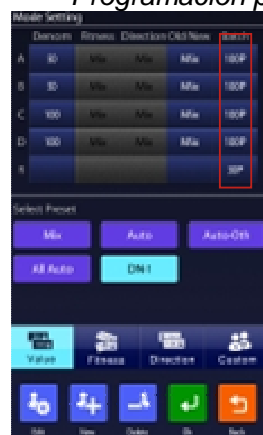 Programación p
Mode Setting
Denom Fitness Direction Old/New Batch
A 50 Mix Mix Mix 100P
B 50 Mix Mix Mix 100P
C 100 Mix Mix Mix 100P
D 100 Mix Mix Mix 100P
R
Select Preset
Mix Auto Auto-Oth
All Auto DN-1
Value Fitness Direction Custom
Edit New Delete Ok Back